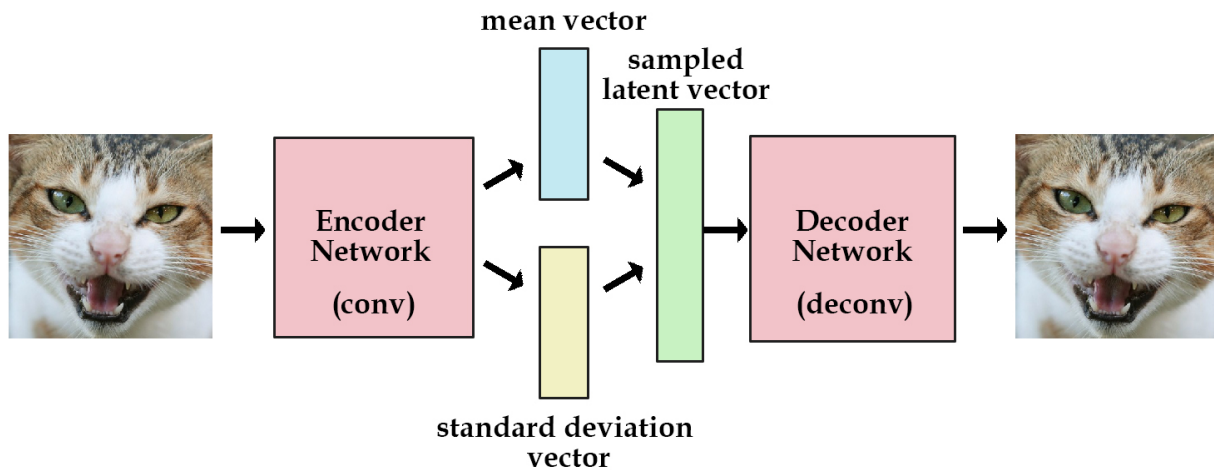 mean vector
sampled
latent vector
Encoder
Network
(conv)
Decoder
Network
(deconv)
standard deviation
vector